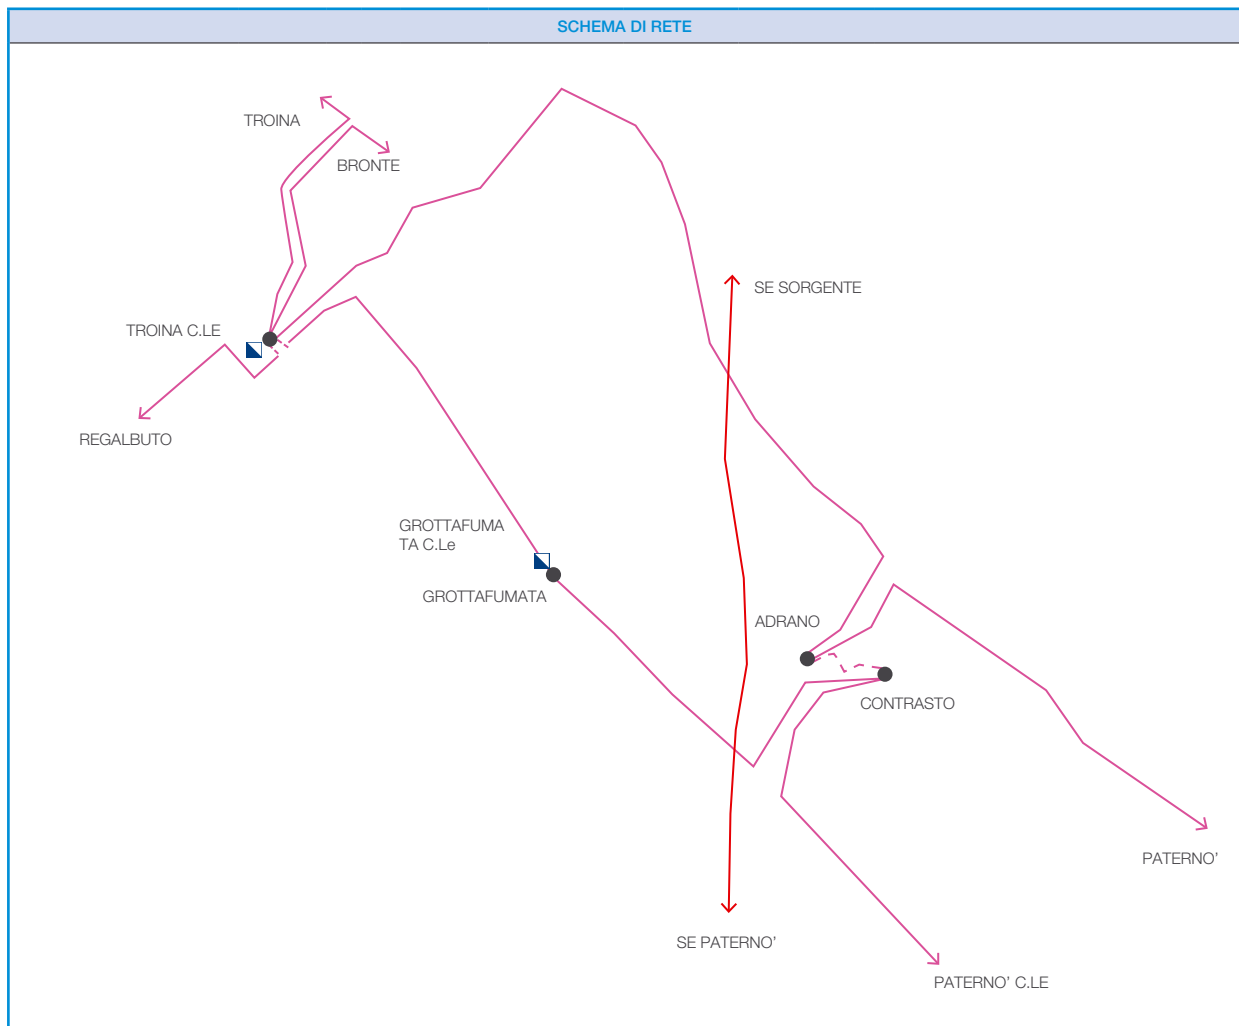 SCHEMA DI RETE
TROINA
BRONTE
SE SORGENTE
TROINA C.LE
REGALBUTO
GROTTAFUMA
TA C.Le
GROTTAFUMATA
ADRANO
CONTRASTO
PATERNO’
SE PATERNO’
PATERNO’ C.LE